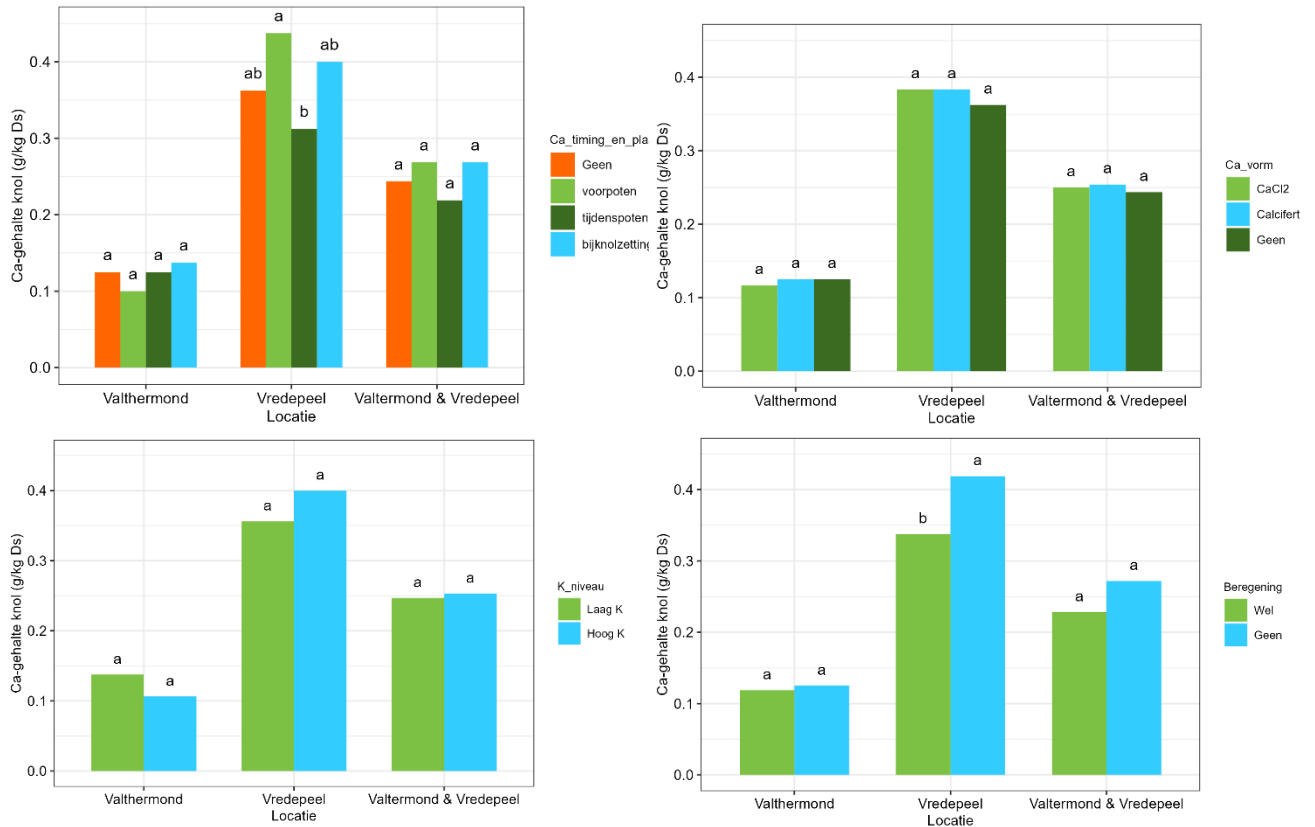 Ca-gehalte knol (g/kg Ds)
0.4
0.3
0.2
0.1
0.0
a
a
a
a
ab
a
b
ab
a
a
a
a
Valthermond
Vredepeel
Valtermond & Vredepeel
Locatie
Ca_timing_en_pla
Geen
voorpoten
tijdenspoten
bijknolzetting
Ca-gehalte knol (g/kg Ds)
0.4
0.3
0.2
0.1
0.0
a
a
a
a
a
a
a
a
a
Valthermond
Vredepeel
Valtermond & Vredepeel
Locatie
Ca_vorm
CaCl2
Calcifert
Geen
Ca-gehalte knol (g/kg Ds)
0.4
0.3
0.2
0.1
0.0
a
a
a
a
a
a
Valthermond
Vredepeel
Valtermond & Vredepeel
Locatie
K_niveau
Laag K
Hoog K
Ca-gehalte knol (g/kg Ds)
0.4
0.3
0.2
0.1
0.0
a
a
b
a
a
a
Valthermond
Vredepeel
Valtermond & Vredepeel
Locatie
Beregening
Wel
Geen